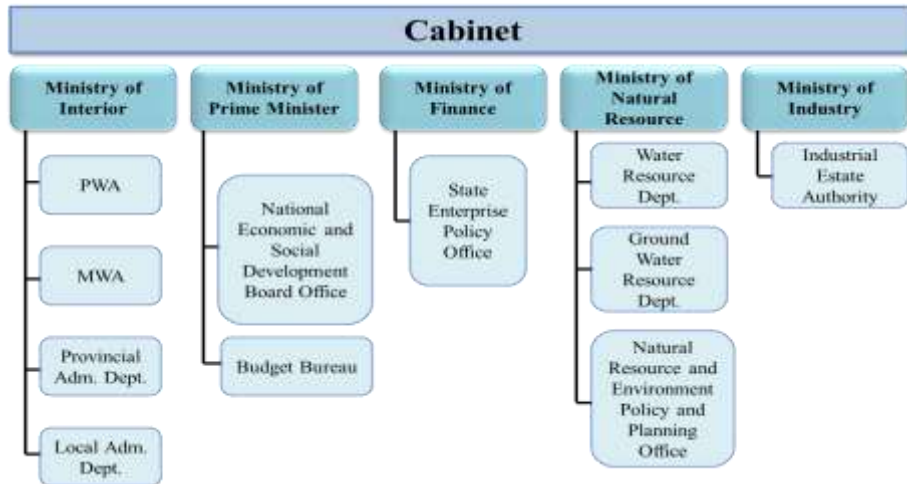 Cabinet
Ministry of
Interior
PWA
MWA
Provincial
Adm. Dept.
Local Adm.
Dept.
Ministry of
Prime Minister
National
Economic and
Social
Development
Board Office
Budget Bureau
Ministry of
Finance
State
Enterprise
Policy
Office
Ministry of
Natural
Resource
Water
Resource
Dept.
Ground
Water
Resource
Dept.
Natural
Resource and
Environment
Policy and
Planning
Office
Ministry of
Industry
Industrial
Estate
Authority